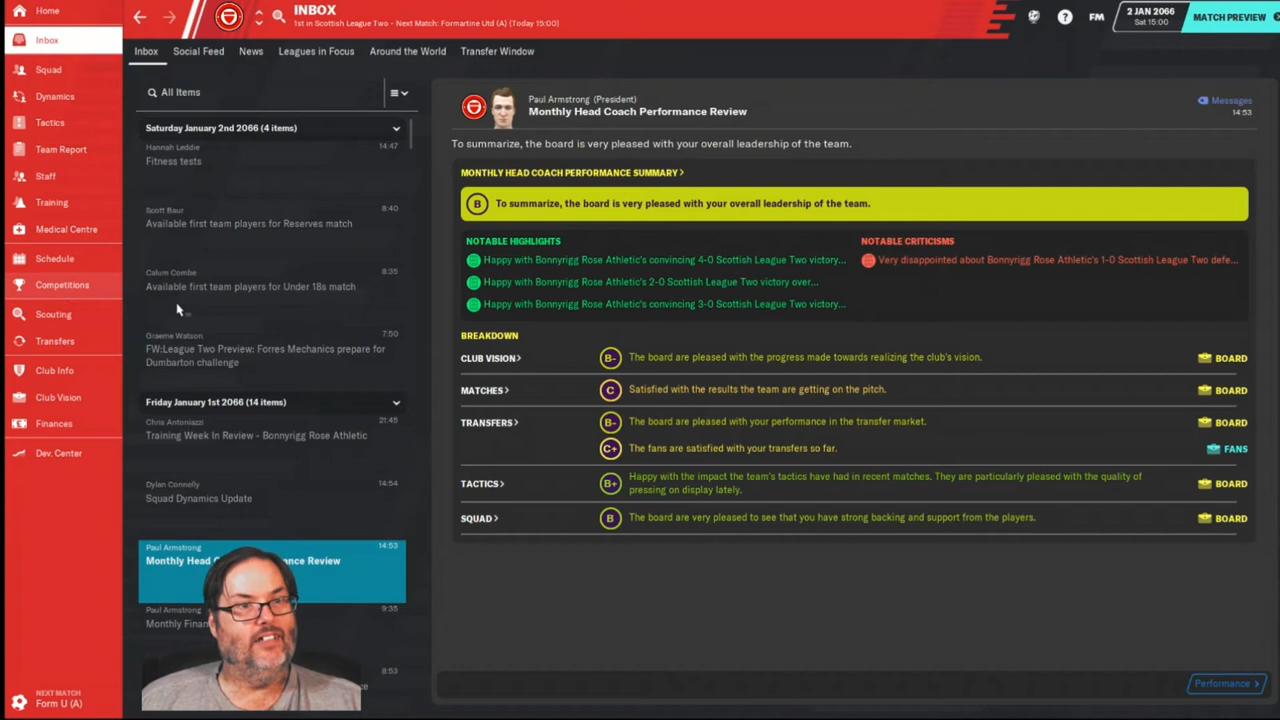 Home
Inbox
Squad
Dynamics
Tactics
Team Report
Staff
Training
Medical Centre
Schedule
Competitions
Scouting
Transfers
Club Info
Club Vision
Finances
Dev. Center
NEXT MATCH
Form U (A)
INBOX
1st in Scottish League Two - Next Match: Formartine Utd (A) (Today 15:00)
?
FM
2 JAN 2066
Sat 15:00
MATCH PREVIEW
Inbox
Social Feed
News
Leagues in Focus
Around the World
Transfer Window
All Items
Saturday January 2nd 2066 (4 items)
Hannah Leddie
14:47
Fitness tests
Scott Baur
8:40
Available first team players for Reserves match
Calum Combe
8:35
Available first team players for Under 18s match
Graeme Watson
7:50
FW:League Two Preview: Forres Mechanics prepare for
Dumbarton challenge
Friday January 1st 2066 (14 items)
Chris Antoniazzi
21:45
Training Week In Review - Bonnyrigg Rose Athletic
Dylan Connelly
14:54
Squad Dynamics Update
Paul Armstrong
14:53
Monthly Head C nce Review
Paul Armstrong
9:35
Monthly Finan
8:53
ce
Paul Armstrong (President)
Monthly Head Coach Performance Review
Messages
14:53
To summarize, the board is very pleased with your overall leadership of the team.
MONTHLY HEAD COACH PERFORMANCE SUMMARY>
B To summarize, the board is very pleased with your overall leadership of the team.
NOTABLE HIGHLIGHTS
Happy with Bonnyrigg Rose Athletic's convincing 4-0 Scottish League Two victory...
Happy with Bonnyrigg Rose Athletic's 2-0 Scottish League Two victory over...
Happy with Bonnyrigg Rose Athletic's convincing 3-0 Scottish League Two victory...
NOTABLE CRITICISMS
Very disappointed about Bonnyrigg Rose Athletic's 1-0 Scottish League Two defe...
BREAKDOWN
CLUB VISION> B- The board are pleased with the progress made towards realizing the club's vision. BOARD
MATCHES> C Satisfied with the results the team are getting on the pitch. BOARD
TRANSFERS> B- The board are pleased with your performance in the transfer market. BOARD
C+ The fans are satisfied with your transfers so far. FANS
TACTICS> B+ Happy with the impact the team's tactics have had in recent matches. They are particularly pleased with the quality of
pressing on display lately. BOARD
SQUAD> B The board are very pleased to see that you have strong backing and support from the players. BOARD
Performance >